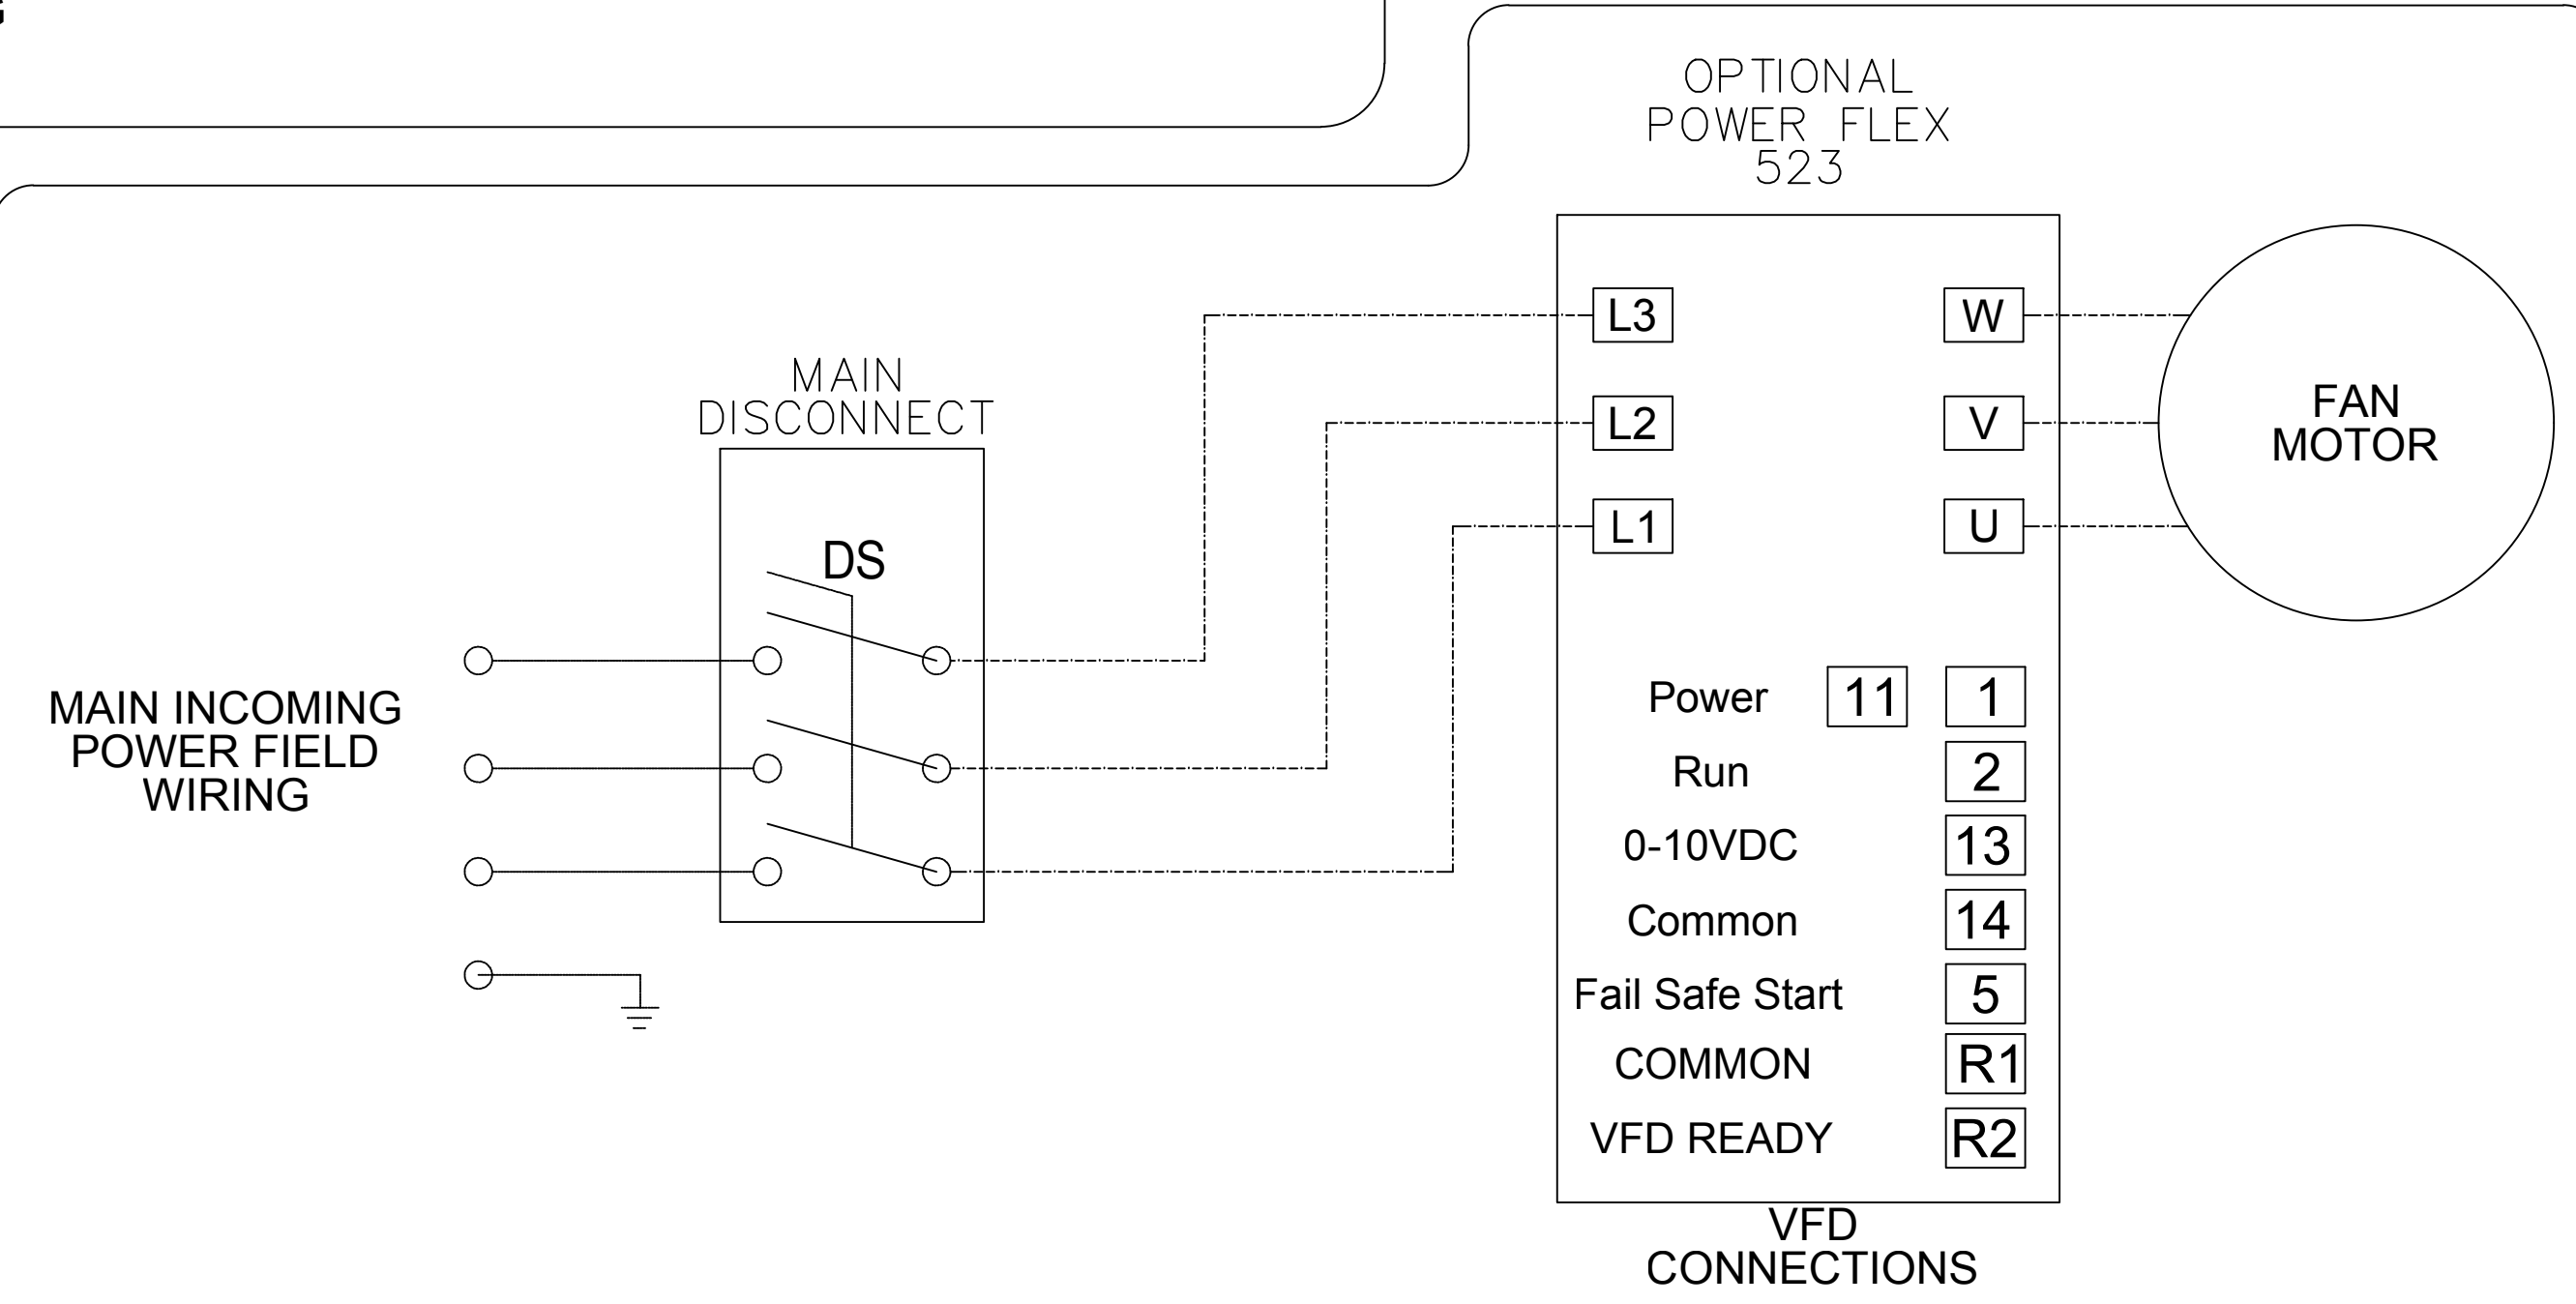 OPTIONAL
POWER FLEX
523
L3
W
L2
V
L1
U
FAN
MOTOR
MAIN
DISCONNECT
DS
MAIN INCOMING
POWER FIELD
WIRING
Power 11 1
Run 2
0-10VDC 13
Common 14
Fail Safe Start 5
COMMON R1
VFD READY R2
VFD
CONNECTIONS